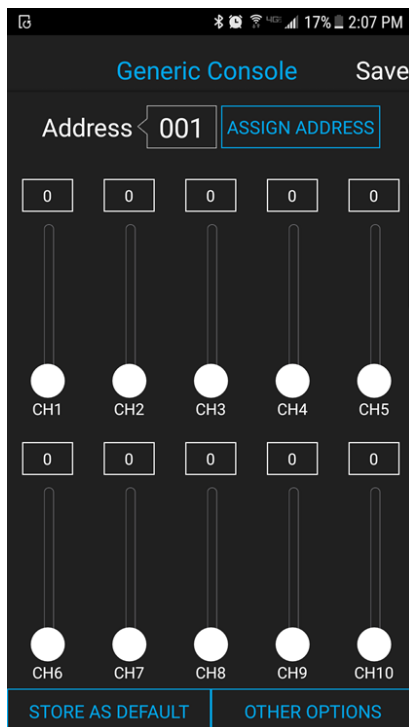 4G 17% 2:07 PM
Generic Console Save
Address 001 ASSIGN ADDRESS
0 0 0 0 0
CH1 CH2 CH3 CH4 CH5
0 0 0 0 0
CH6 CH7 CH8 CH9 CH10
STORE AS DEFAULT OTHER OPTIONS